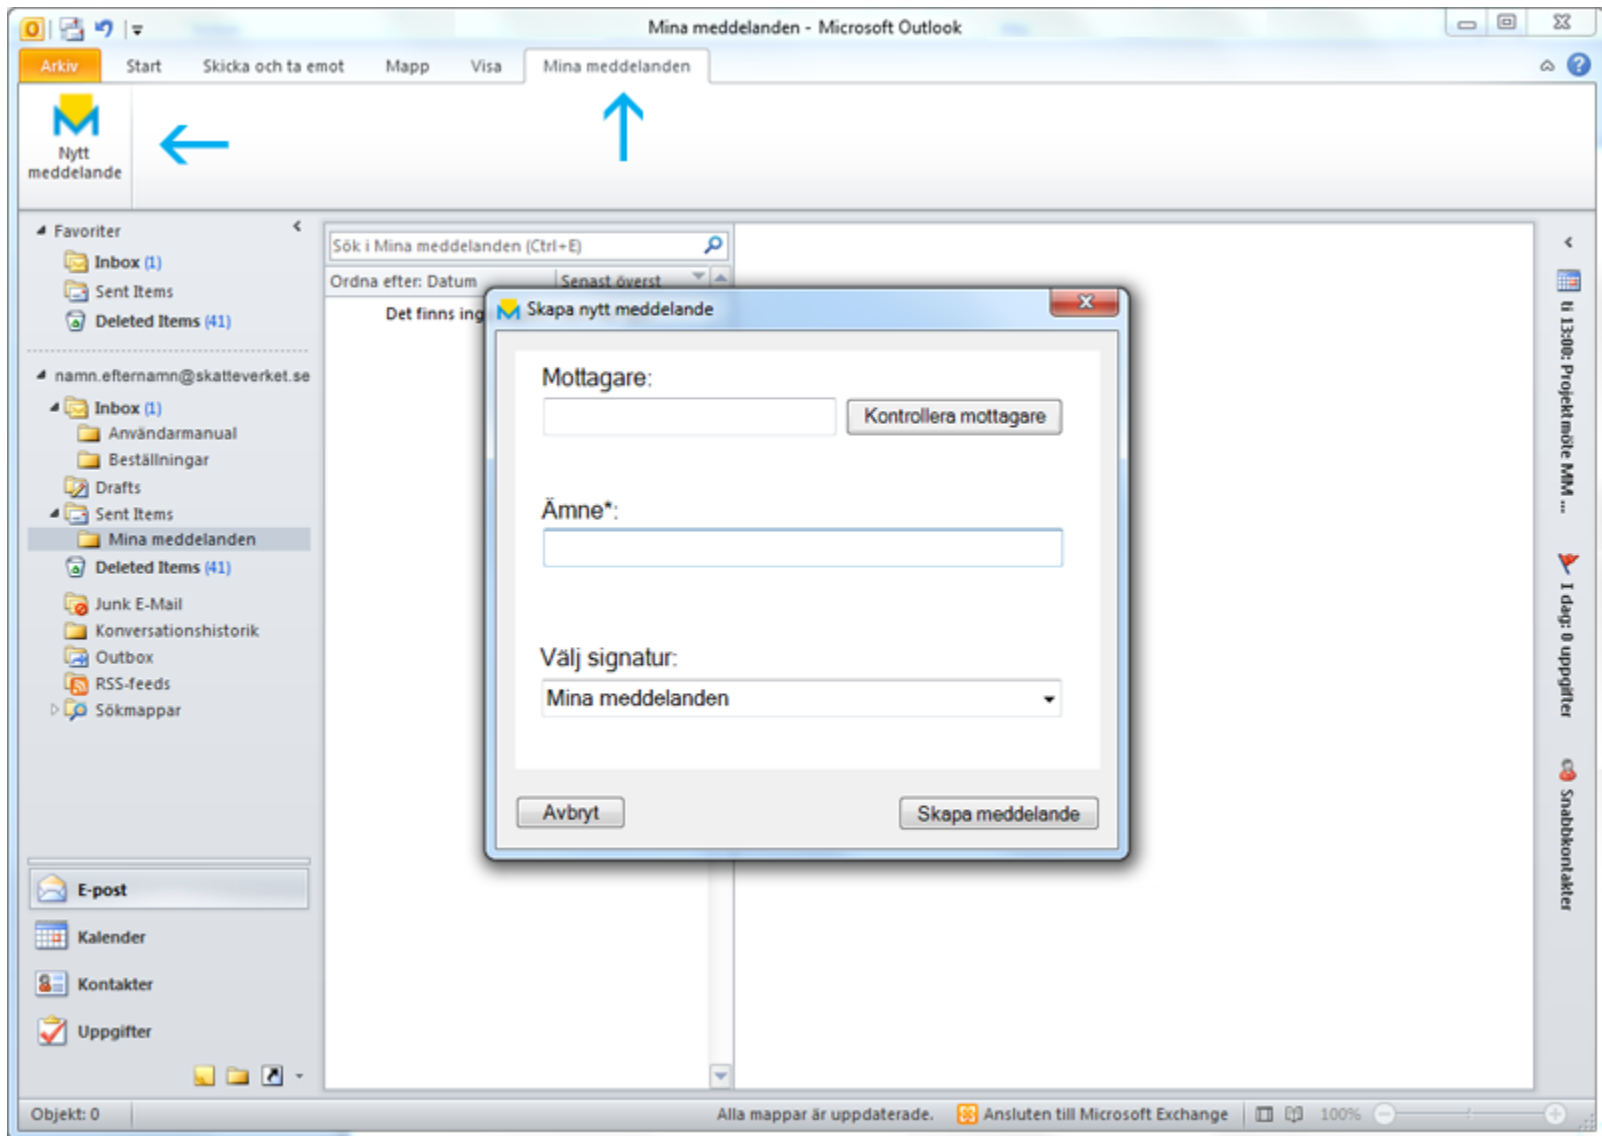 Mina meddelanden - Microsoft Outlook
Arkiv
Start
Skicka och ta emot
Mapp
Visa
Mina meddelanden
Nytt
meddelande
Favoriter
Inbox (1)
Sent Items
Deleted Items (41)
namn.efternamn@skatteverket.se
Inbox (1)
Användarmanual
Beställningar
Drafts
Sent Items
Mina meddelanden
Deleted Items (41)
Junk E-Mail
Konversationshistorik
Outbox
RSS-feeds
Sökmappar
E-post
Kalender
Kontakter
Uppgifter
Sök i Mina meddelanden (Ctrl+E)
Ordna efter: Datum
Senast överst
Det finns ing
Skapa nytt meddelande
Mottagare:
Kontrollera mottagare
Ämne*:
Välj signatur:
Mina meddelanden
Avbryt
Skapa meddelande
ti 13:00: Projektmöte MM ...
I dag: 0 uppgifter
Snabbkontakter
Objekt: 0
Alla mappar är uppdaterade.
Ansluten till Microsoft Exchange
100%